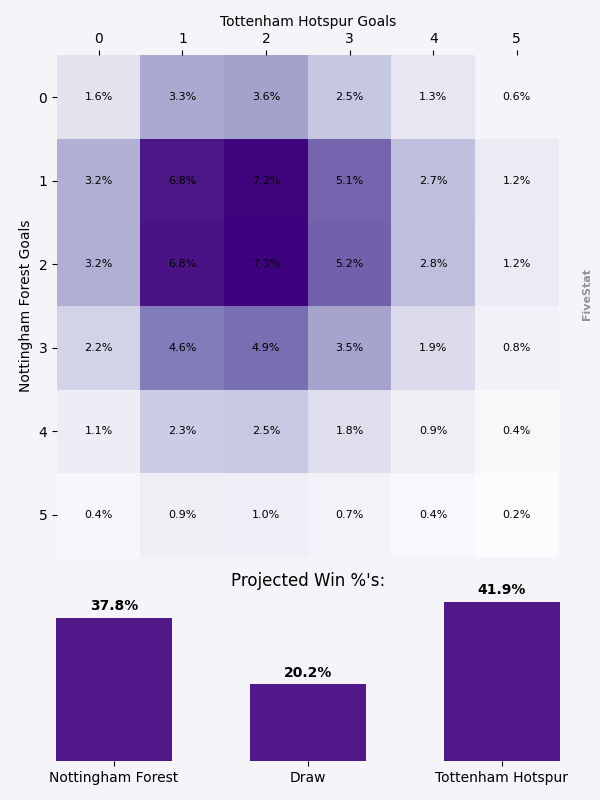 Tottenham Hotspur Goals
0 1 2 3 4 5
Nottingham Forest Goals
0 1.6% 3.3% 3.6% 2.5% 1.3% 0.6%
1 3.2% 6.8% 7.2% 5.1% 2.7% 1.2%
2 3.2% 6.8% 7.3% 5.2% 2.8% 1.2%
3 2.2% 4.6% 4.9% 3.5% 1.9% 0.8%
4 1.1% 2.3% 2.5% 1.8% 0.9% 0.4%
5 0.4% 0.9% 1.0% 0.7% 0.4% 0.2%
FiveStat
Projected Win %'s:
37.8% 20.2% 41.9%
Nottingham Forest Draw Tottenham Hotspur